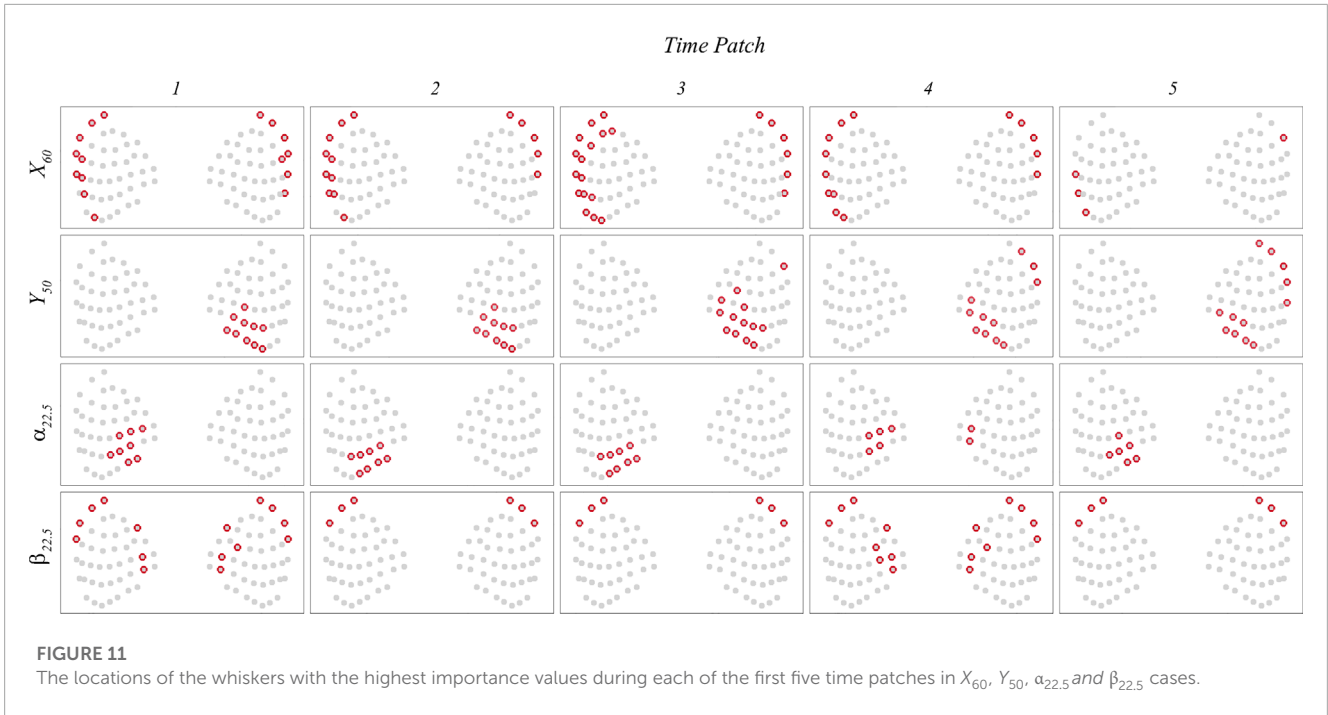 Time Patch
1 2 3 4 5
X60
Y50
α22.5
β22.5
FIGURE 11
The locations of the whiskers with the highest importance values during each of the first five time patches in X60, Y50, α22.5 and β22.5 cases.